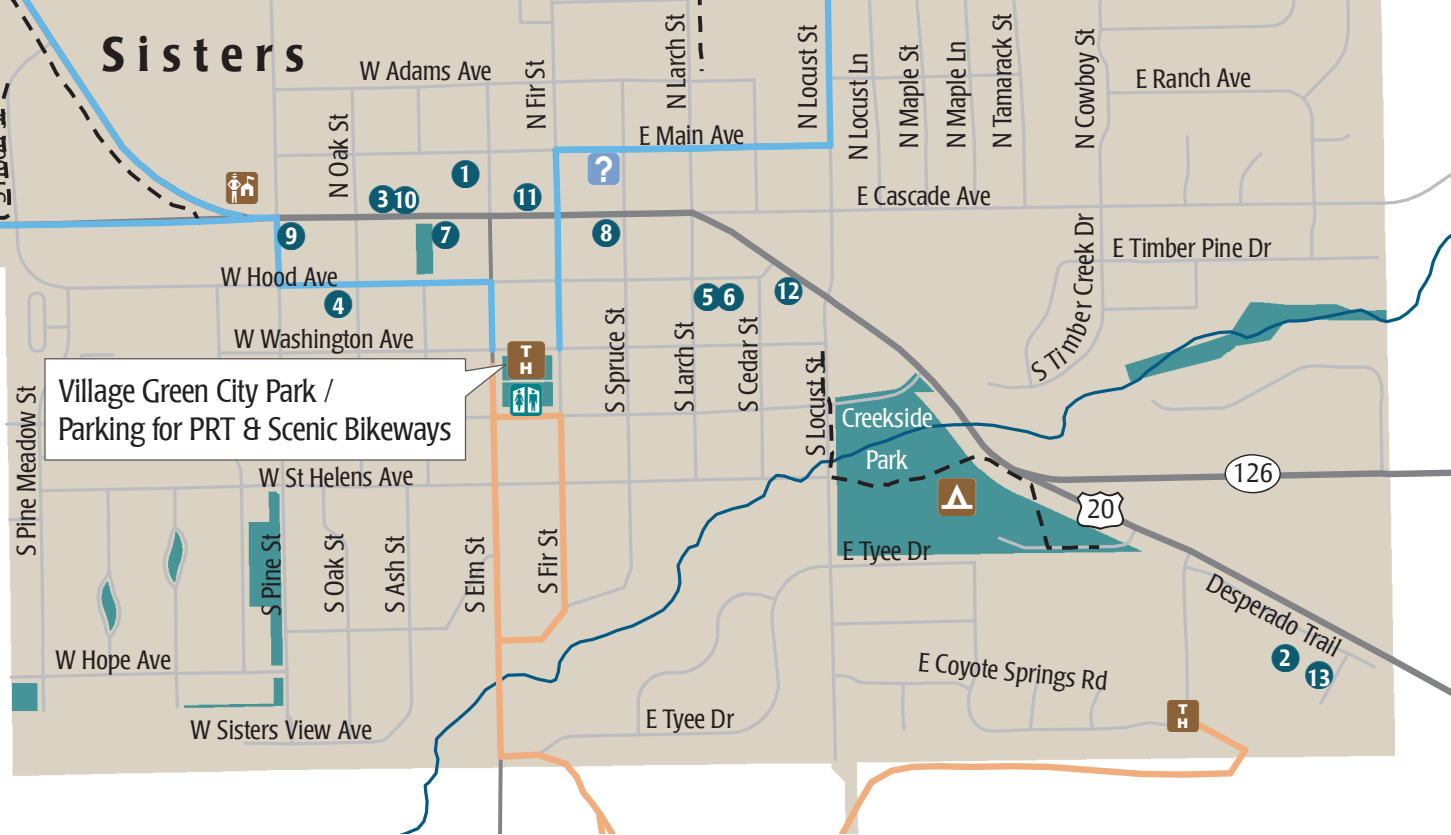 Sisters
W Adams Ave
N Oak St
N Fir St
N Larch St
N Locust St
N Locust Ln
N Maple St
N Maple Ln
N Tamarack St
N Cowboy St
E Ranch Ave
E Main Ave
?
1
3
10
11
E Cascade Ave
9
7
8
E Timber Pine Dr
S Timber Creek Dr
W Hood Ave
4
5
6
12
W Washington Ave
T
H
Village Green City Park /
Parking for PRT & Scenic Bikeways
S Spruce St
S Larch St
S Cedar St
S Locust St
Creekside
Park
126
20
S Pine Meadow St
W St Helens Ave
S Pine St
S Oak St
S Ash St
S Elm St
S Fir St
E Tyee Dr
Desperado Trail
2
13
W Hope Ave
E Coyote Springs Rd
T
H
W Sisters View Ave
E Tyee Dr